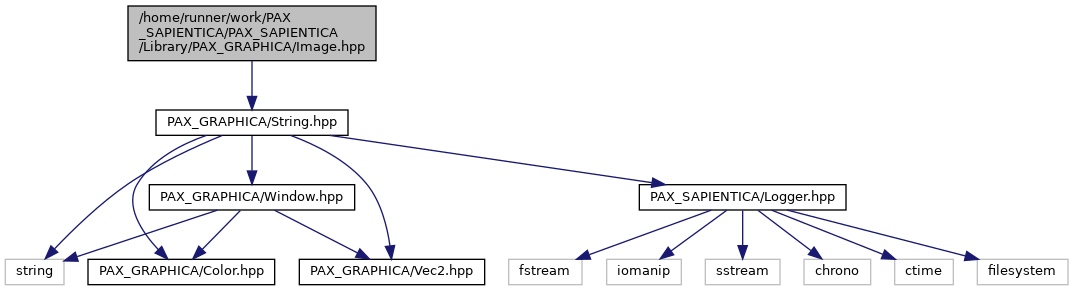 /home/runner/work/PAX
_SAPIENTICA/PAX_SAPIENTICA
/Library/PAX_GRAPHICA/Image.hpp
PAX_GRAPHICA/String.hpp
PAX_GRAPHICA/Window.hpp
PAX_SAPIENTICA/Logger.hpp
string
PAX_GRAPHICA/Color.hpp
PAX_GRAPHICA/Vec2.hpp
fstream
iomanip
sstream
chrono
ctime
filesystem